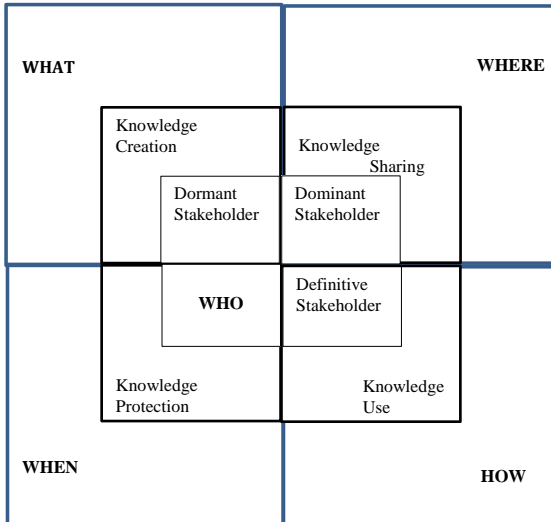 WHAT
WHERE
Knowledge
Creation
Knowledge
Sharing
Dormant
Stakeholder
Dominant
Stakeholder
WHO
Definitive
Stakeholder
Knowledge
Protection
Knowledge
Use
WHEN
HOW